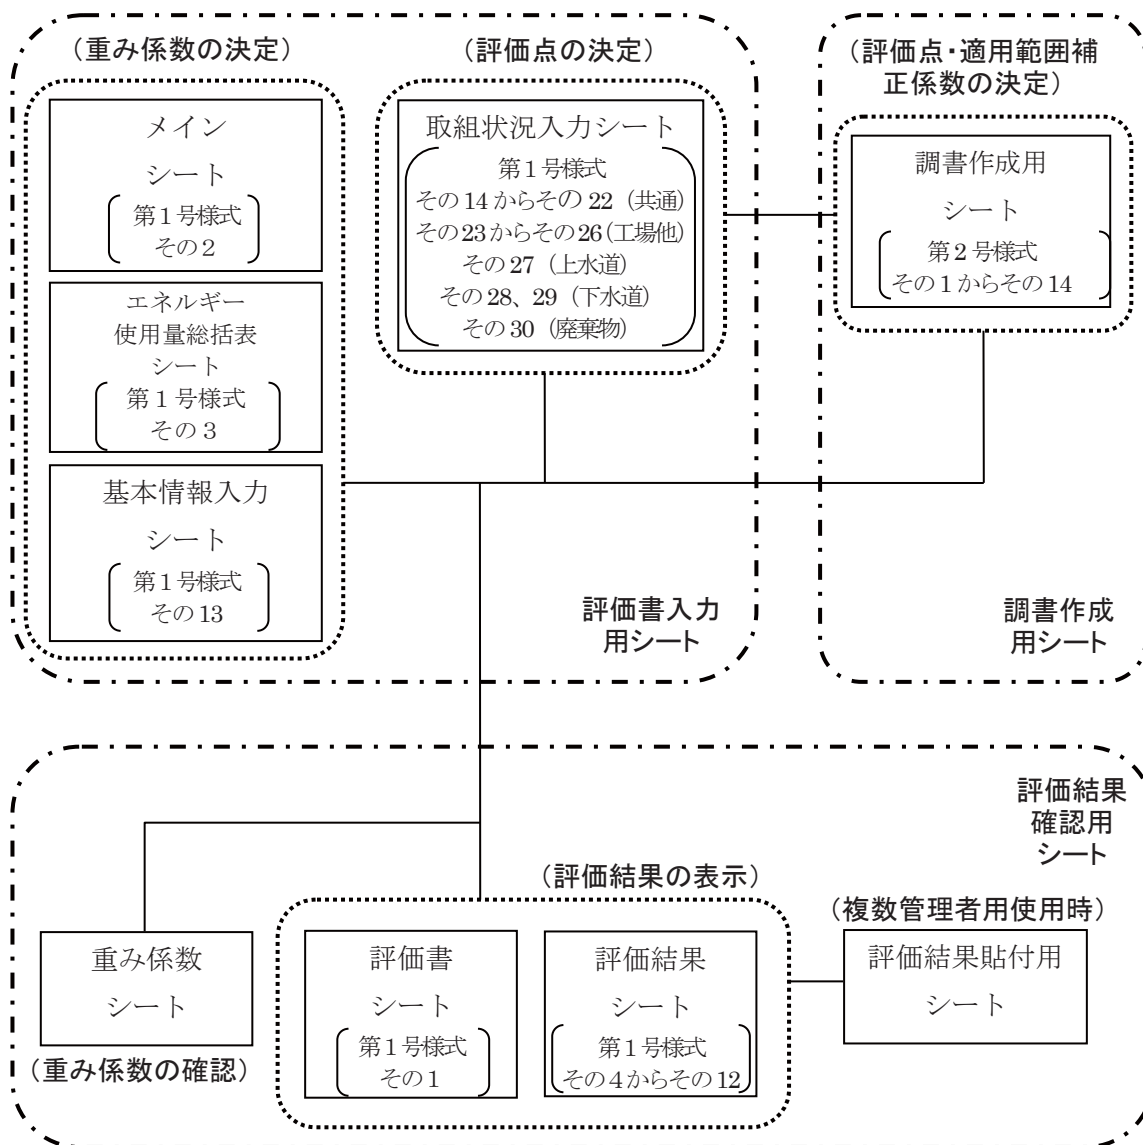 （重み係数の決定）
メイン
シート
第１号様式
その２
エネルギー
使用量総括表
シート
第１号様式
その３
基本情報入力
シート
第１号様式
その13
（評価点の決定）
取組状況入力シート
第１号様式
その14からその22（共通）
その23からその26(工場他)
その27（上水道）
その28、29（下水道）
その30（廃棄物）
評価書入力
用シート
（評価点・適用範囲補
正係数の決定）
調書作成用
シート
第２号様式
その１からその14
調書作成
用シート
評価結果
確認用
シート
重み係数
シート
（重み係数の確認）
（評価結果の表示）
評価書
シート
第１号様式
その１
評価結果
シート
第１号様式
その４からその12
（複数管理者用使用時）
評価結果貼付用
シート